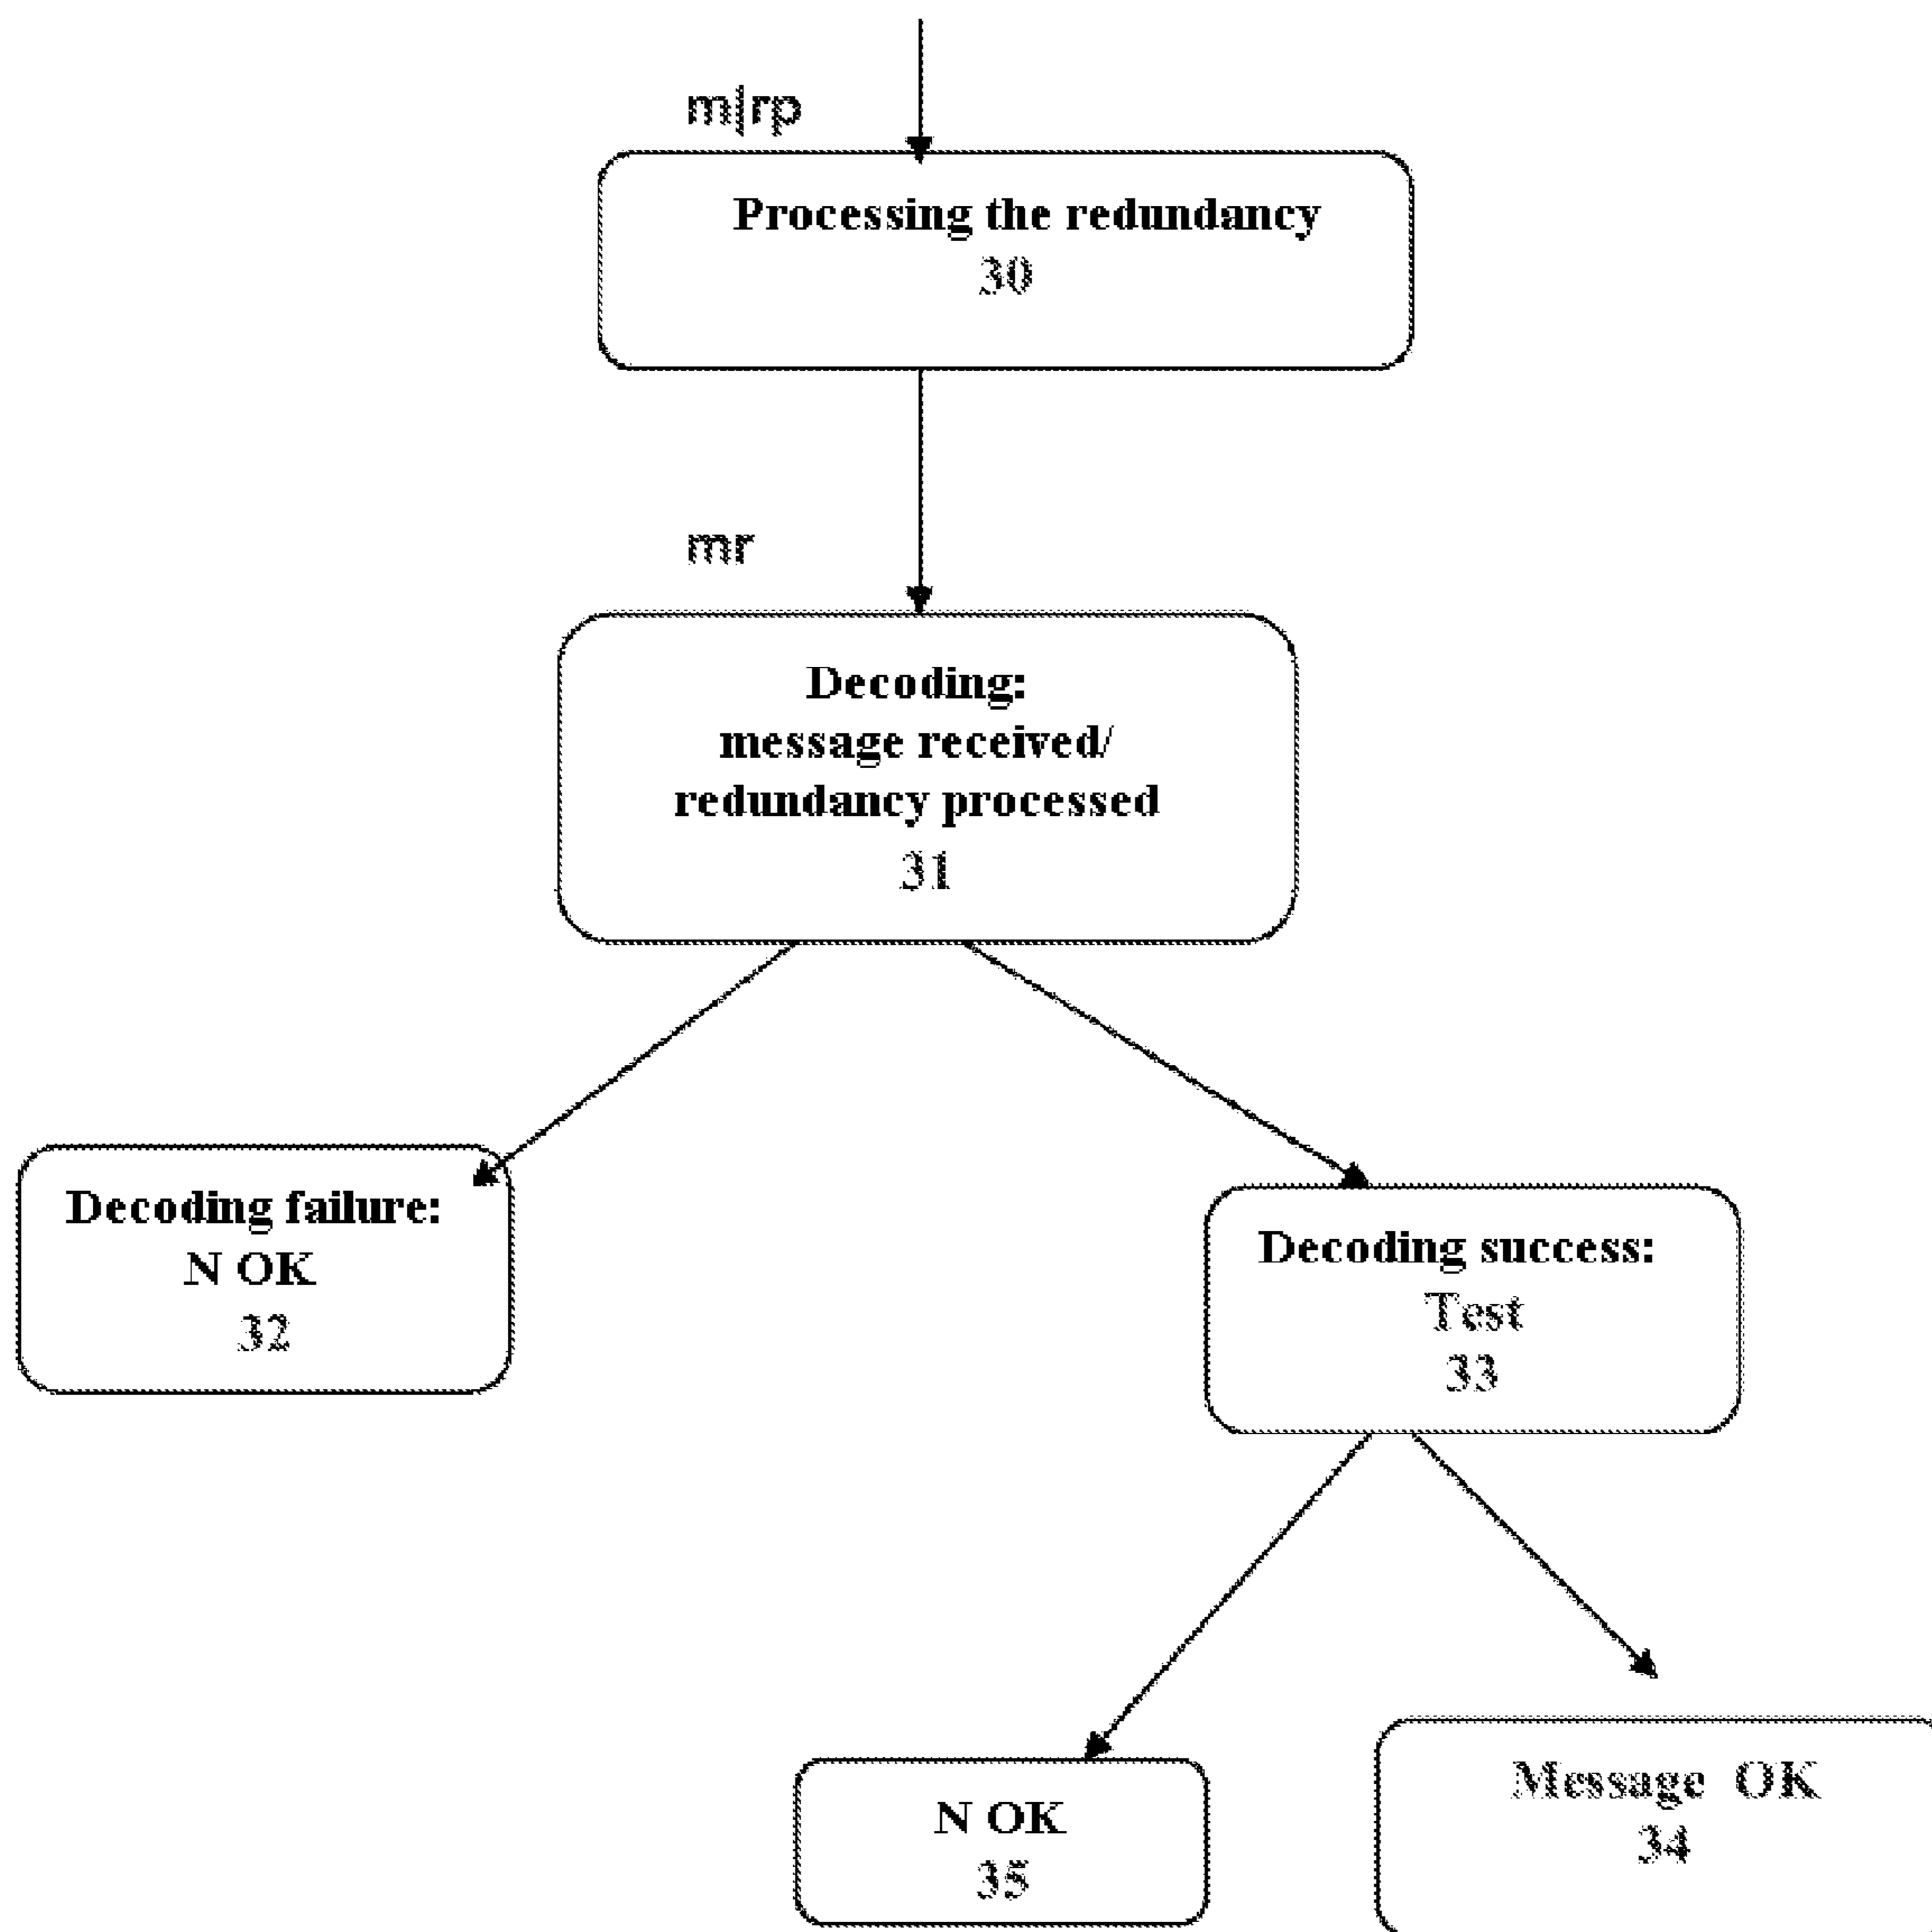 m|rp
Processing the redundancy
30
mr
Decoding:
message received/
redundancy processed
31
Decoding failure:
N OK
32
Decoding success:
Test
33
N OK
35
Message OK
34